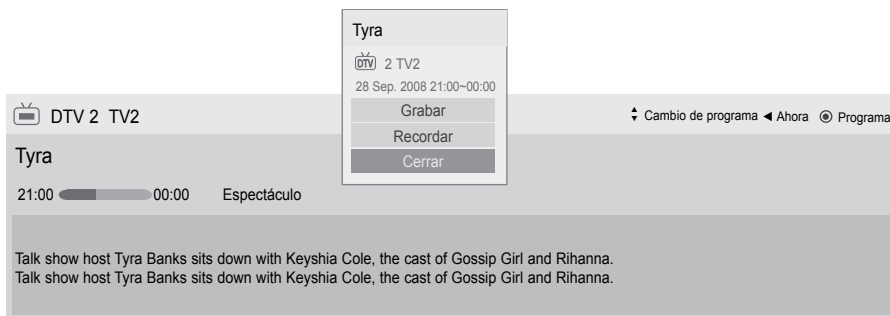 Tyra
DTV 2 TV2
28 Sep. 2008 21:00~00:00
Grabar
Recordar
Cerrar
DTV 2 TV2
Cambio de programa ◀ Ahora ◉ Programa
Tyra
21:00 00:00 Espectáculo
Talk show host Tyra Banks sits down with Keyshia Cole, the cast of Gossip Girl and Rihanna.
Talk show host Tyra Banks sits down with Keyshia Cole, the cast of Gossip Girl and Rihanna.